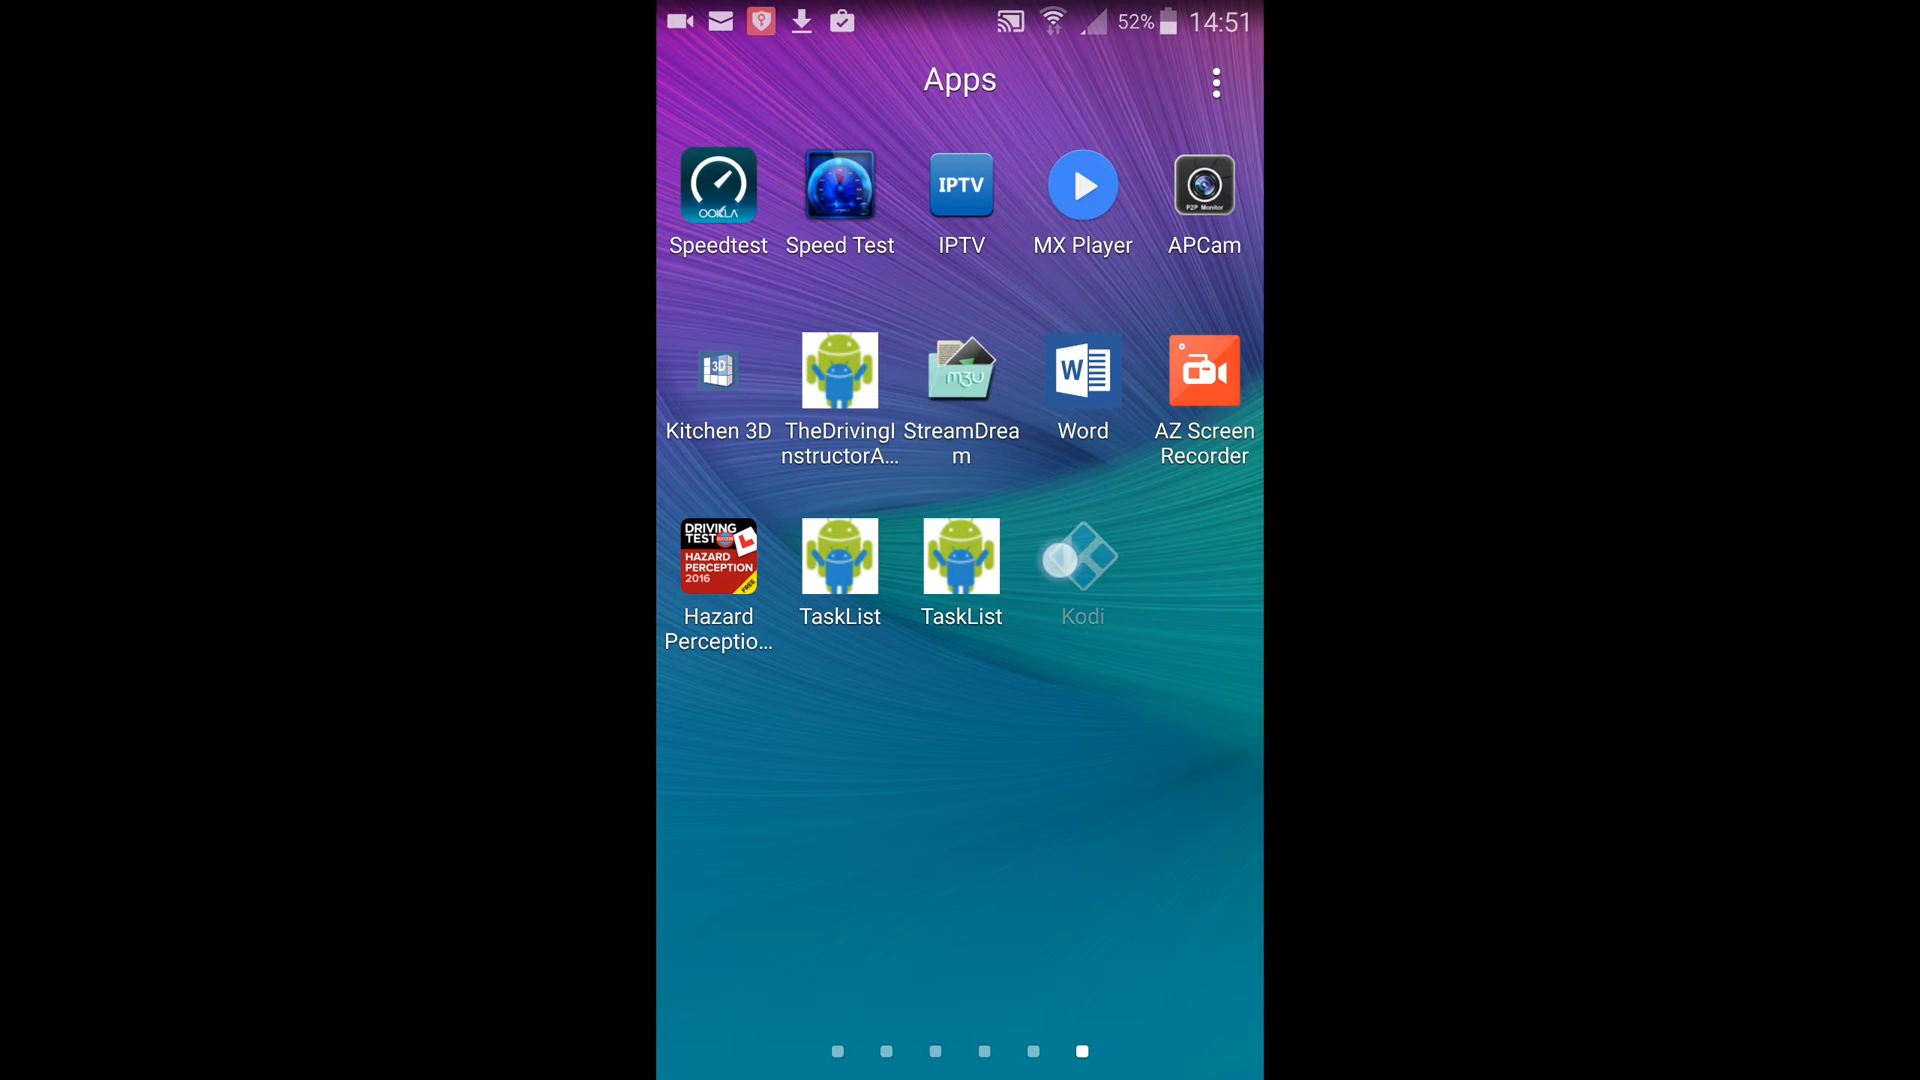 52% 14:51
Apps
OOKLA
IPTV
P2P Monitor
Speedtest
Speed Test
IPTV
MX Player
APCam
3D
m3U
W
Kitchen 3D
TheDrivingI
nstructorA...
StreamDrea
m
Word
AZ Screen
Recorder
DRIVING
TEST
SUCCESS
L
HAZARD
PERCEPTION
2016
FREE
Hazard
Perceptio...
TaskList
TaskList
Kodi